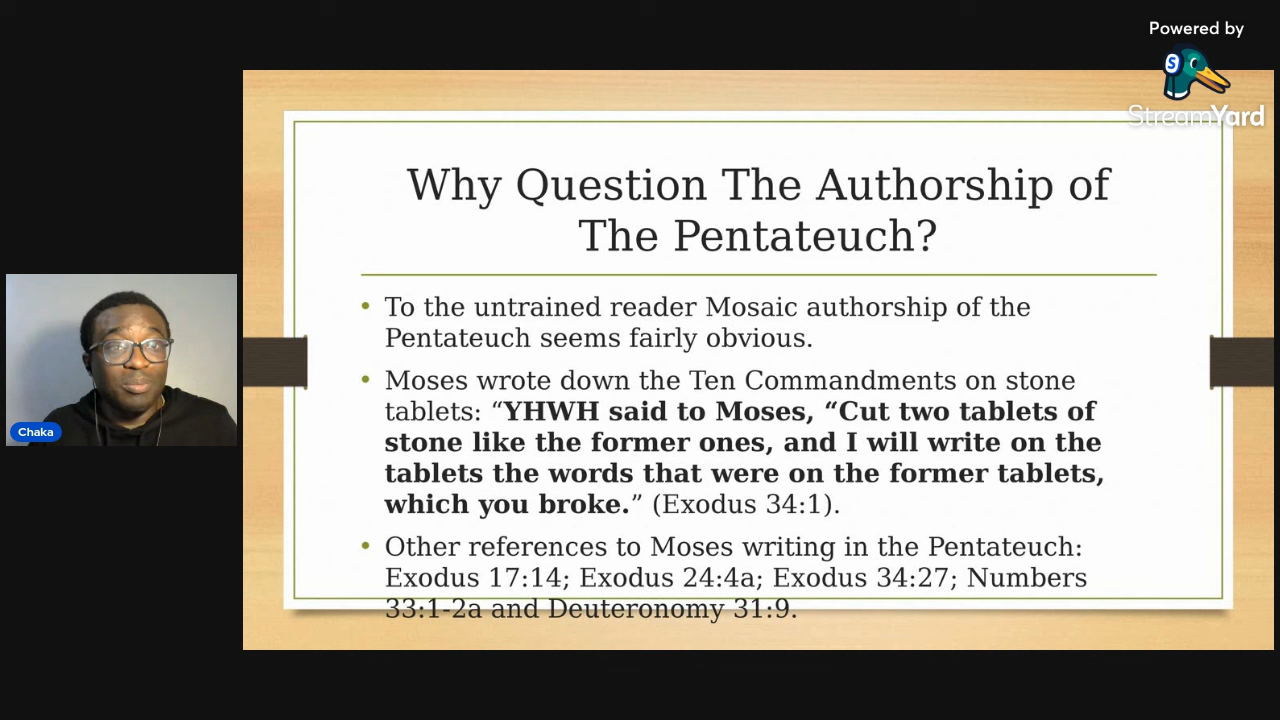 Powered by
StreamYard
Why Question The Authorship of
The Pentateuch?
• To the untrained reader Mosaic authorship of the
Pentateuch seems fairly obvious.
• Moses wrote down the Ten Commandments on stone
tablets: “YHWH said to Moses, “Cut two tablets of
stone like the former ones, and I will write on the
tablets the words that were on the former tablets,
which you broke.” (Exodus 34:1).
• Other references to Moses writing in the Pentateuch:
Exodus 17:14; Exodus 24:4a; Exodus 34:27; Numbers
33:1-2a and Deuteronomy 31:9.
Chaka